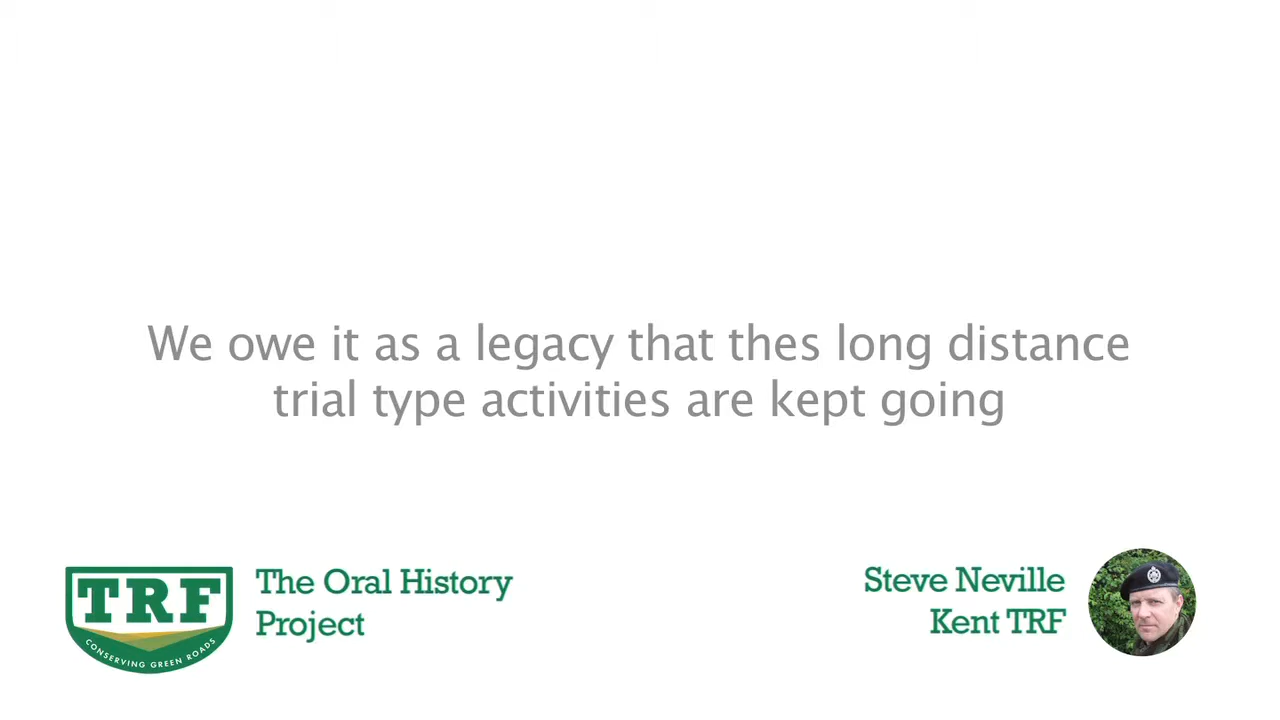 We owe it as a legacy that thes long distance
trial type activities are kept going
TRF
CONSERVING GREEN ROADS
The Oral History
Project
Steve Neville
Kent TRF